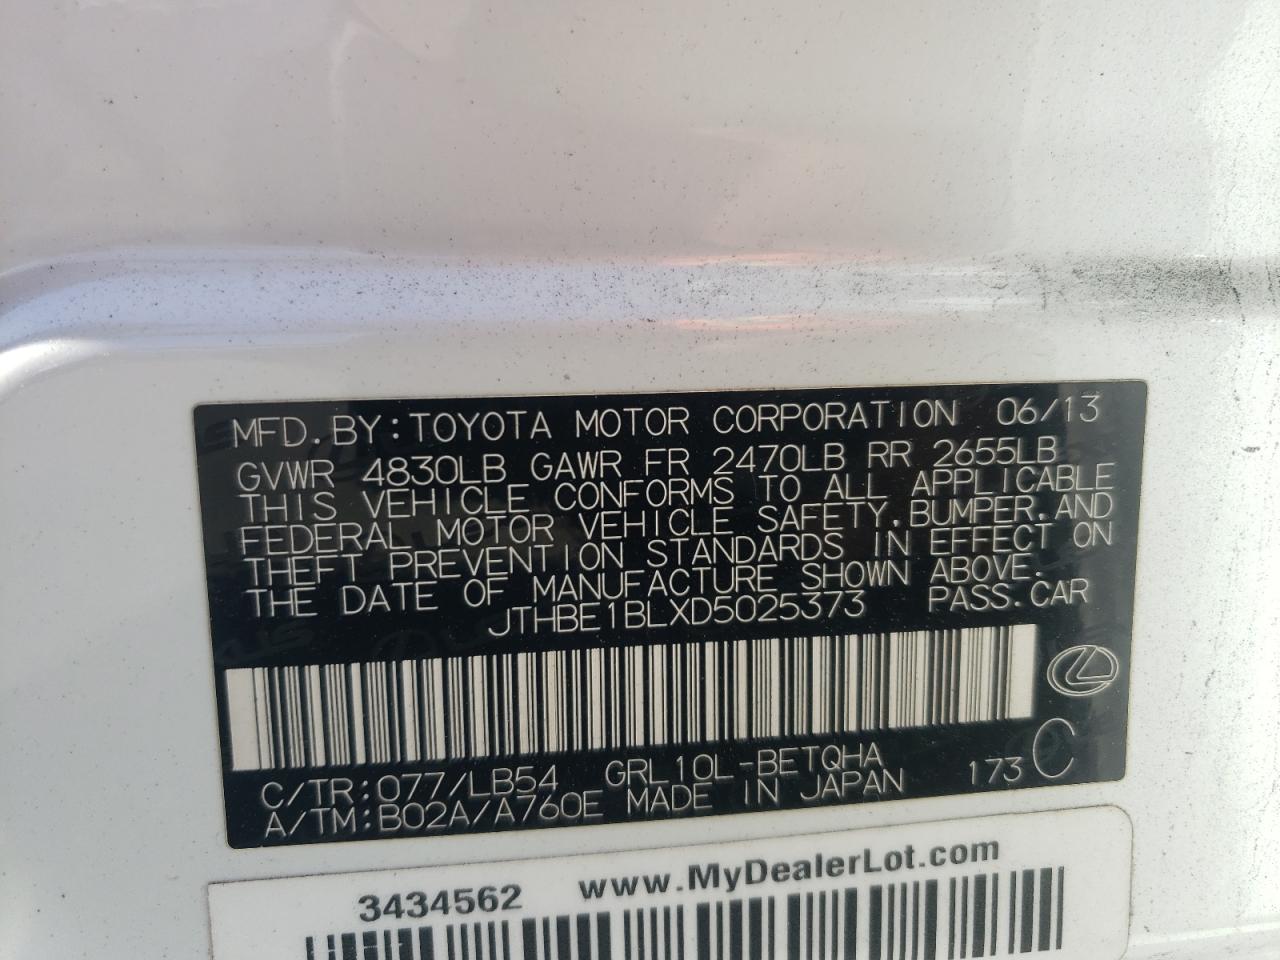 MFD.BY:TOYOTA MOTOR CORPORATION 06/13
GVWR 4830LB GAWR FR 2470LB RR 2655LB
THIS VEHICLE CONFORMS TO ALL APPLICABLE
FEDERAL MOTOR VEHICLE SAFETY,BUMPER,AND
THEFT PREVENTION STANDARDS IN EFFECT ON
THE DATE OF MANUFACTURE SHOWN ABOVE.
JTHBE1BLXD5025373 PASS.CAR
C/TR:077/LB54 GRL10L-BETQHA 173 C
A/TM:B02A/A760E MADE IN JAPAN
3434562 www.MyDealerLot.com